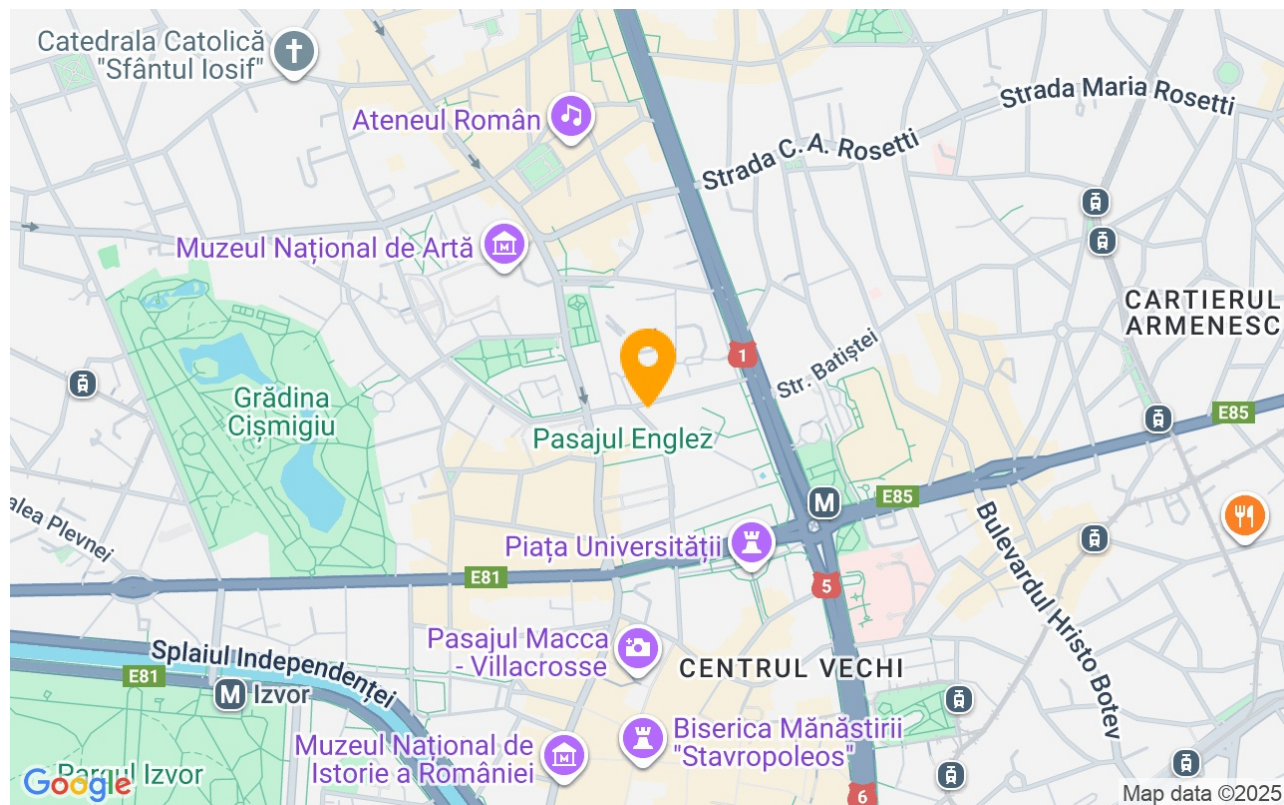 Catedrala Catolică
"Sfântul Iosif"
Ateneul Român
Strada Maria Rosetti
Strada C. A. Rosetti
Muzeul Național de Artă
CARTIERUL
ARMENESC
1
Str. Batiștei
Grădina
Cișmigiu
E85
Pasajul Englez
E85
M
alea Plevnei
Bulevardul Hristo Botev
Piața Universității
E81
5
Pasajul Macca
- Villacrosse
CENTRUL VECHI
Splaiul Independenței
E81
M Izvor
Biserica Mănăstirii
"Stavropoleos"
Muzeul Național de
Istorie a României
Parcul Izvor
Google
6
Map data ©2025